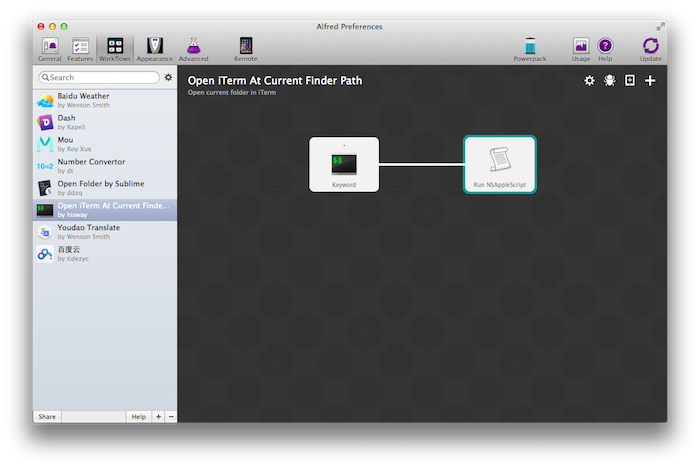 Alfred Preferences
General
Features
Workflows
Appearance
Advanced
Remote
Powerpack
Usage
Help
Update
Search
Baidu Weather
by Wenson Smith
Dash
by Kapeli
Mou
by Roy Xue
10=2
Number Convertor
by dt
Open Folder by Sublime
by ddzq
Open iTerm At Current Finde...
by hisway
Youdao Translate
by Wenson Smith
百度云
by tidezyc
Share
Help
+
−
Open iTerm At Current Finder Path
Open current folder in iTerm
Keyword
Run NSAppleScript